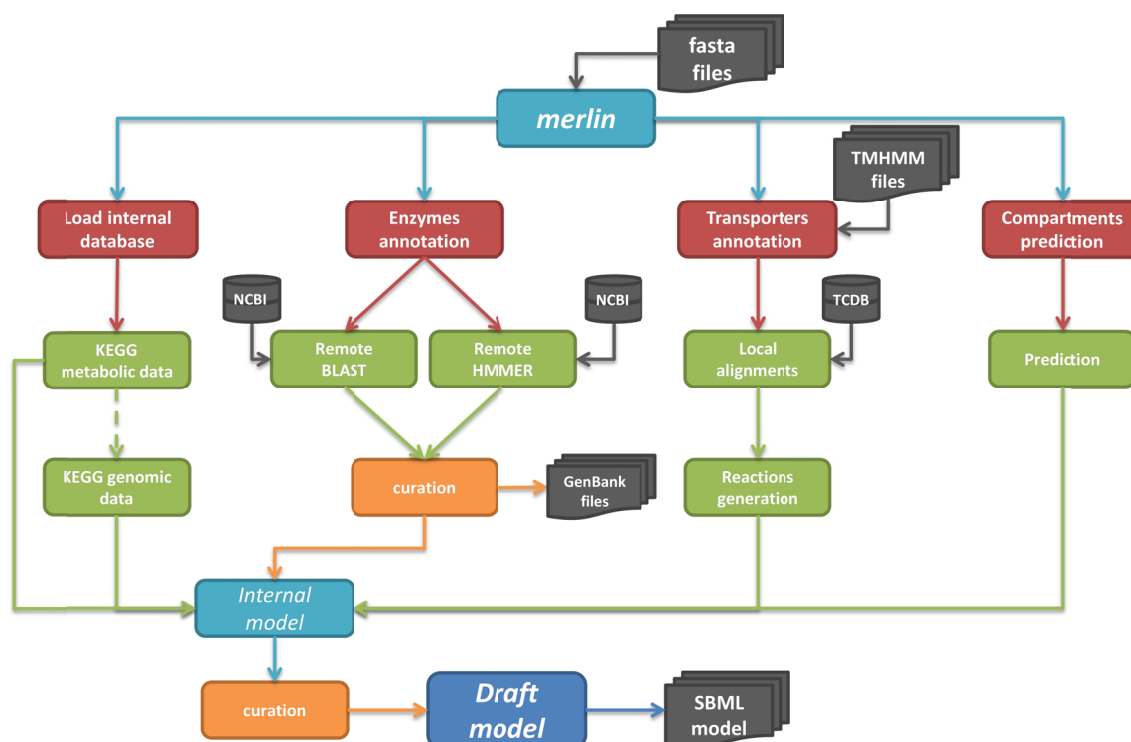 fasta
files
merlin
TMHMM
files
Load internal
database
Enzymes
annotation
Transporters
annotation
Compartments
prediction
NCBI
NCBI
TCDB
KEGG
metabolic data
Remote
BLAST
Remote
HMMER
Local
alignments
Prediction
KEGG genomic
data
curation
GenBank
files
Reactions
generation
Internal
model
curation
Draft
model
SBML
model